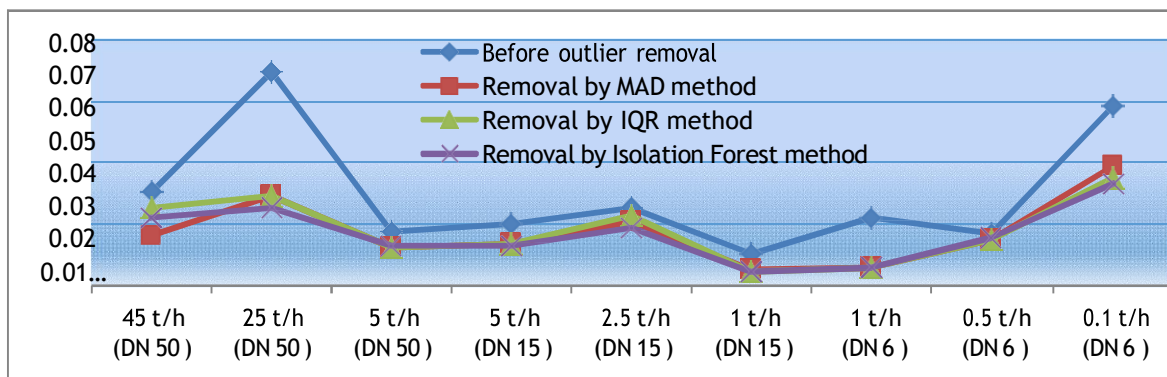 0.08
0.07
0.06
0.05
0.04
0.03
0.02
0.01...
Before outlier removal
Removal by MAD method
Removal by IQR method
Removal by Isolation Forest method
45 t/h 25 t/h 5 t/h 5 t/h 2.5 t/h 1 t/h 1 t/h 0.5 t/h 0.1 t/h
(DN 50 ) (DN 50 ) (DN 50 ) (DN 15 ) (DN 15 ) (DN 15 ) (DN 6 ) (DN 6 ) (DN 6 )